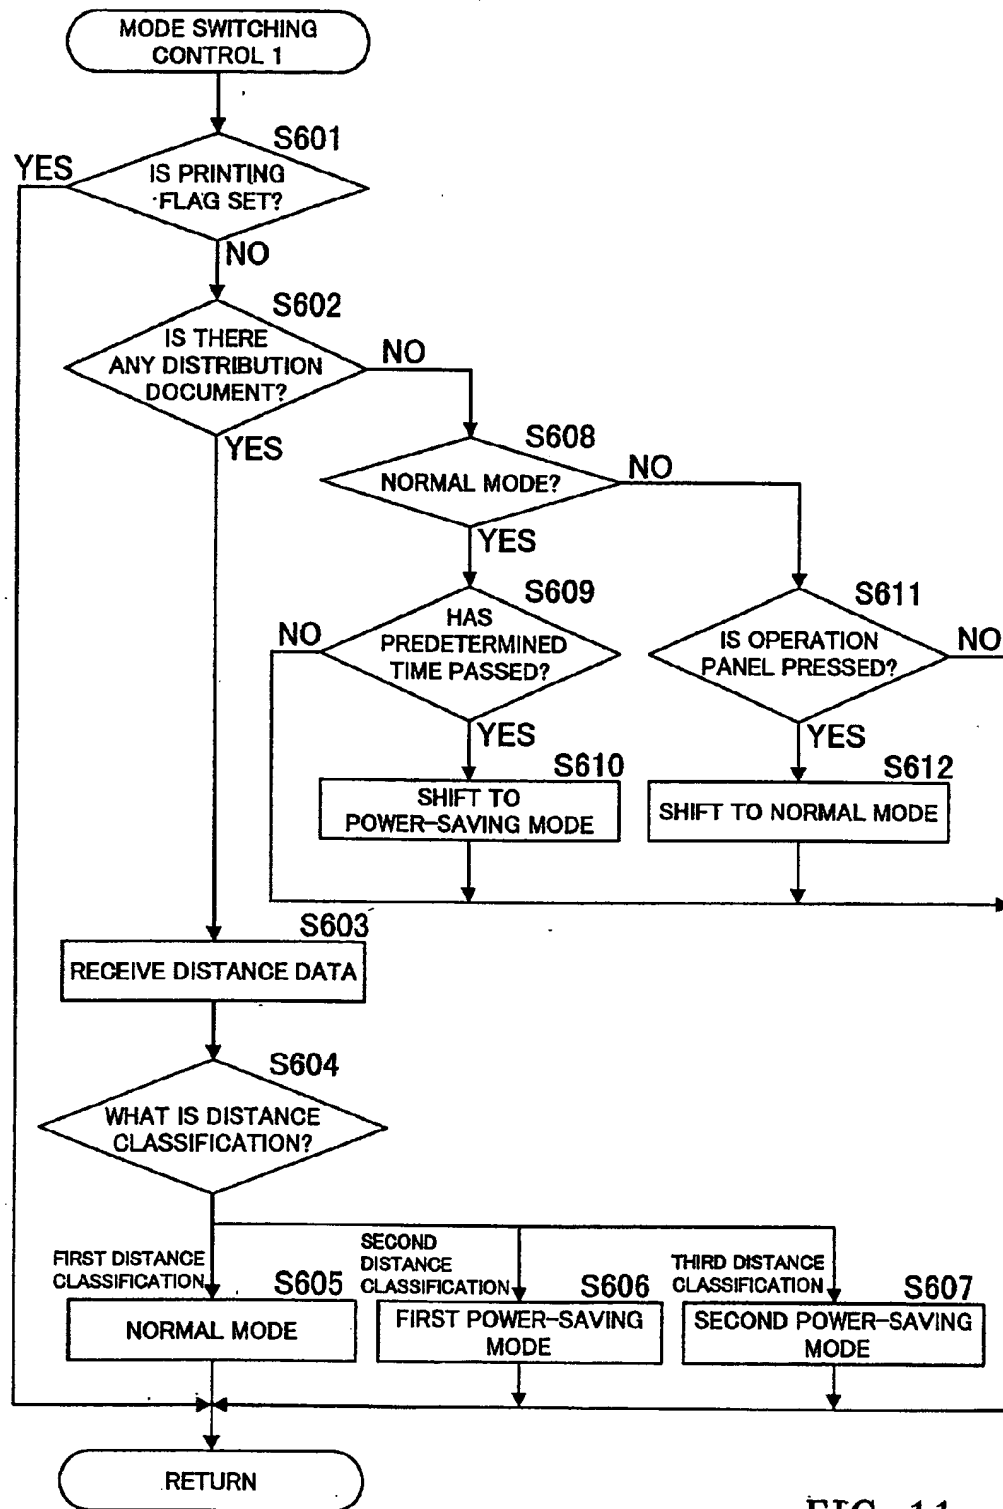 MODE SWITCHING
CONTROL 1
S601
YES
IS PRINTING
FLAG SET?
NO
S602
IS THERE
ANY DISTRIBUTION
DOCUMENT?
NO
YES
S608
NORMAL MODE?
NO
YES
S609
HAS
PREDETERMINED
TIME PASSED?
NO
YES
S611
IS OPERATION
PANEL PRESSED?
NO
YES
S610
SHIFT TO
POWER-SAVING MODE
S612
SHIFT TO NORMAL MODE
S603
RECEIVE DISTANCE DATA
S604
WHAT IS DISTANCE
CLASSIFICATION?
FIRST DISTANCE
CLASSIFICATION
S605
NORMAL MODE
SECOND
DISTANCE
CLASSIFICATION
S606
FIRST POWER-SAVING
MODE
THIRD DISTANCE
CLASSIFICATION
S607
SECOND POWER-SAVING
MODE
RETURN
FIG. 11